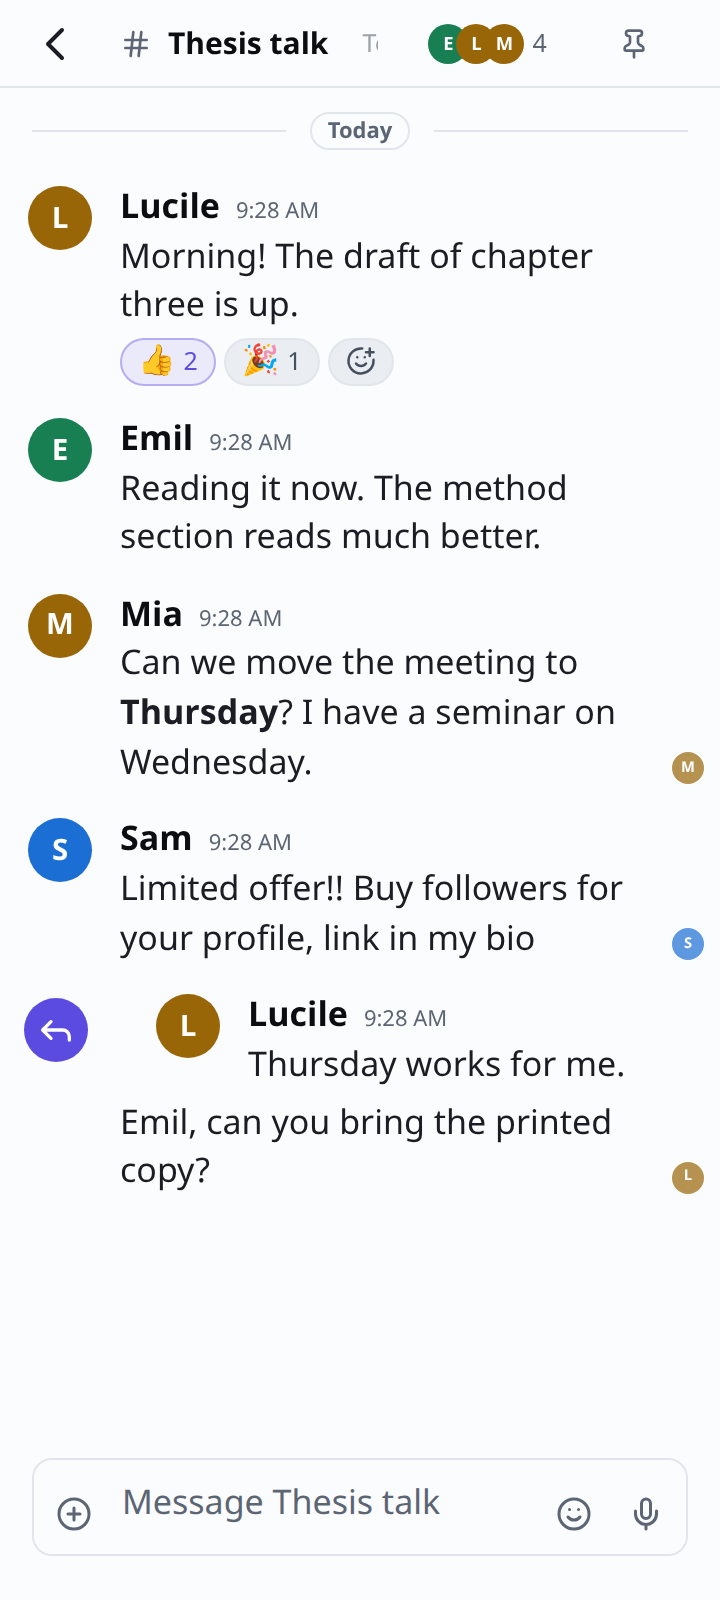 # Thesis talk
E L M 4
Today
L
Lucile 9:28 AM
Morning! The draft of chapter
three is up.
👍 2 🎉 1
E
Emil 9:28 AM
Reading it now. The method
section reads much better.
M
Mia 9:28 AM
Can we move the meeting to
Thursday? I have a seminar on
Wednesday.
M
S
Sam 9:28 AM
Limited offer!! Buy followers for
your profile, link in my bio
S
L
Lucile 9:28 AM
Thursday works for me.
Emil, can you bring the printed
copy?
L
Message Thesis talk